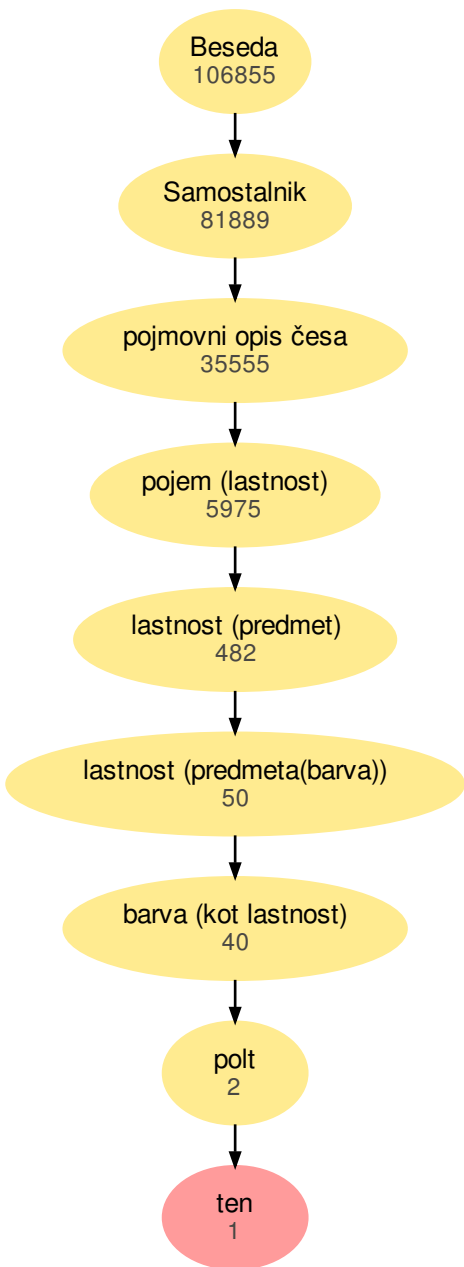 Beseda
106855
Samostalnik
81889
pojmovni opis česa
35555
pojem (lastnost)
5975
lastnost (predmet)
482
lastnost (predmeta(barva))
50
barva (kot lastnost)
40
polt
2
ten
1